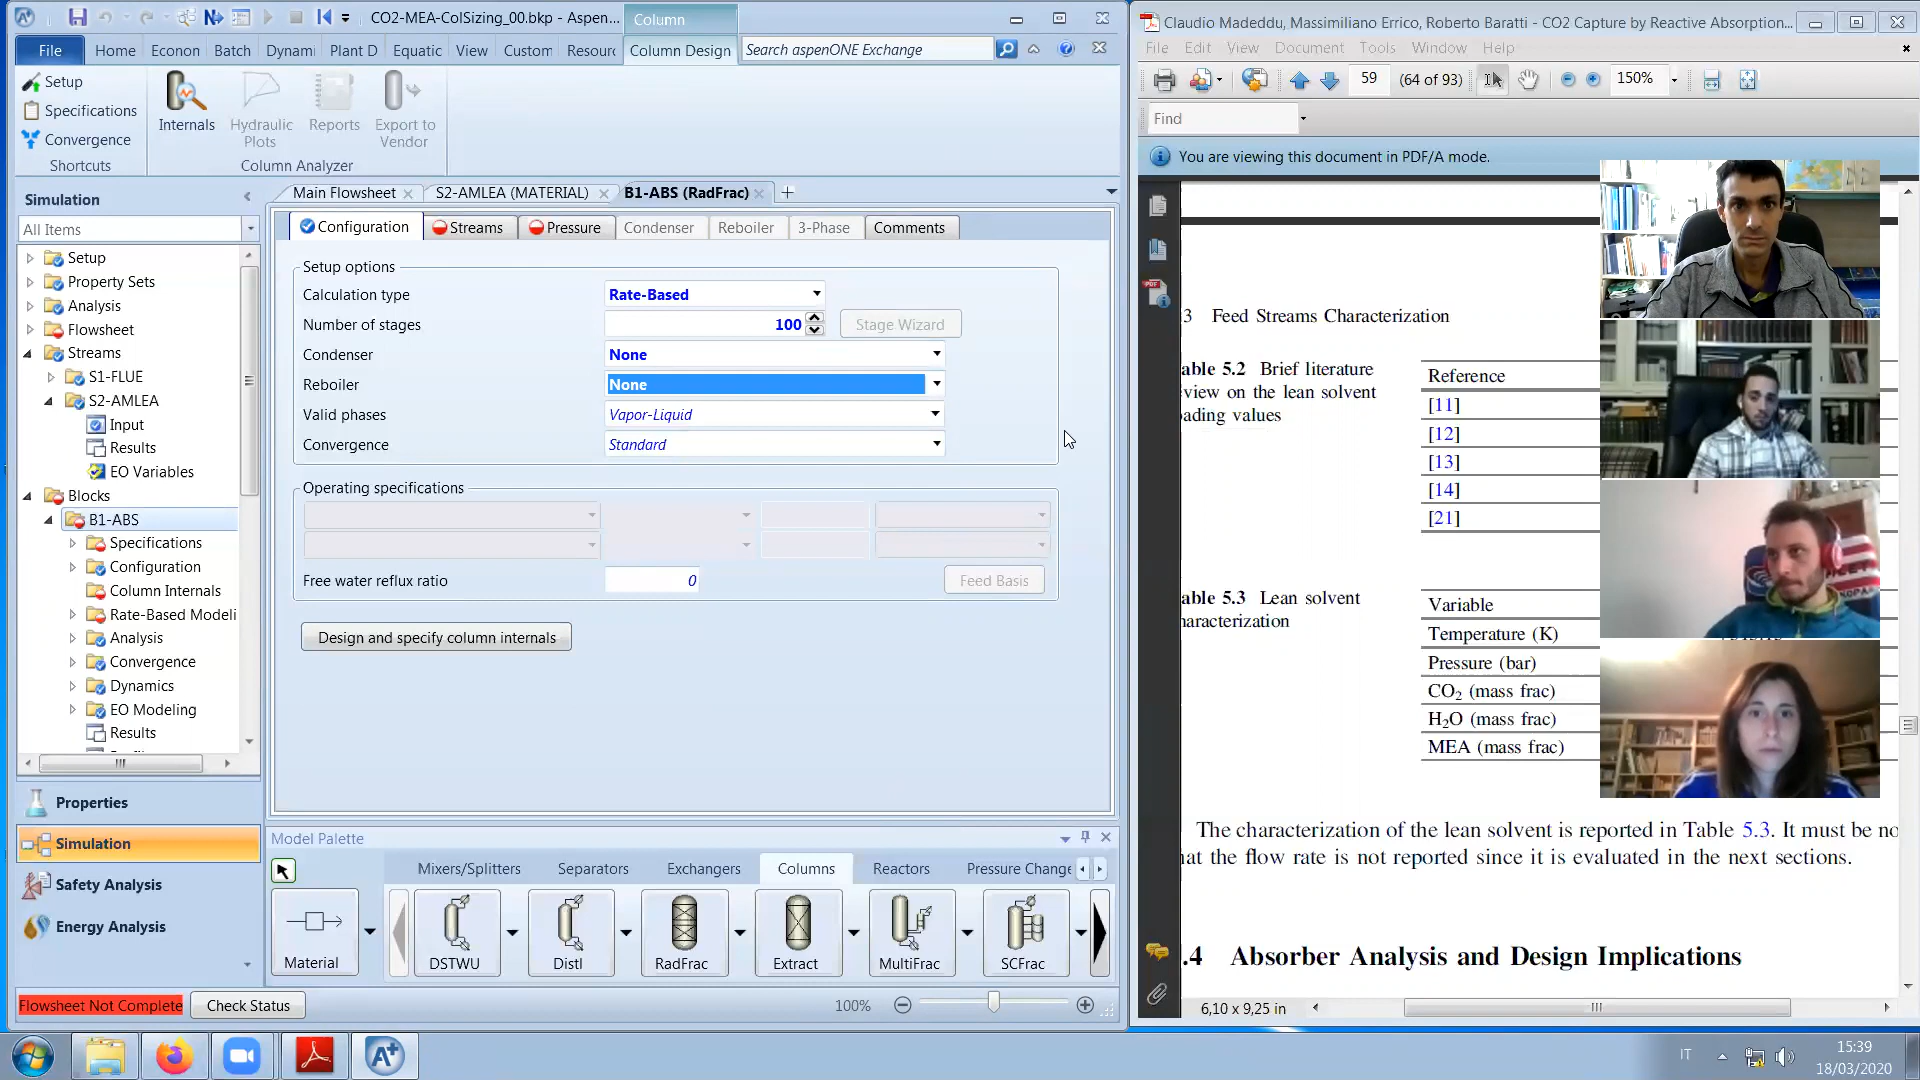 CO2-MEA-ColSizing_00.bkp - Aspen...
Column
File
Home
Econon
Batch
Dynami
Plant D
Equatic
View
Custom
Resourc
Column Design
Search aspenONE Exchange
Setup
Specifications
Convergence
Shortcuts
Internals
Hydraulic
Plots
Reports
Export to
Vendor
Column Analyzer
Simulation
All Items
Setup
Property Sets
Analysis
Flowsheet
Streams
S1-FLUE
S2-AMLEA
Input
Results
EO Variables
Blocks
B1-ABS
Specifications
Configuration
Column Internals
Rate-Based Modeli
Analysis
Convergence
Dynamics
EO Modeling
Results
Properties
Simulation
Safety Analysis
Energy Analysis
Flowsheet Not Complete
Check Status
Main Flowsheet
S2-AMLEA (MATERIAL)
B1-ABS (RadFrac)
Configuration
Streams
Pressure
Condenser
Reboiler
3-Phase
Comments
Setup options
Calculation type
Rate-Based
Number of stages
100
Stage Wizard
Condenser
None
Reboiler
None
Valid phases
Vapor-Liquid
Convergence
Standard
Operating specifications
Free water reflux ratio
0
Feed Basis
Design and specify column internals
Model Palette
Mixers/Splitters
Separators
Exchangers
Columns
Reactors
Pressure Change
Material
DSTWU
Distl
RadFrac
Extract
MultiFrac
SCFrac
100%
Claudio Madeddu, Massimiliano Errico, Roberto Baratti - CO2 Capture by Reactive Absorption...
File
Edit
View
Document
Tools
Window
Help
59
(64 of 93)
150%
Find
You are viewing this document in PDF/A mode.
3 Feed Streams Characterization
able 5.2 Brief literature
view on the lean solvent
ading values
Reference
[11]
[12]
[13]
[14]
[21]
able 5.3 Lean solvent
haracterization
Variable
Temperature (K)
Pressure (bar)
CO₂ (mass frac)
H₂O (mass frac)
MEA (mass frac)
The characterization of the lean solvent is reported in Table 5.3. It must be no
at the flow rate is not reported since it is evaluated in the next sections.
.4 Absorber Analysis and Design Implications
6,10 x 9,25 in
IT
15:39
18/03/2020